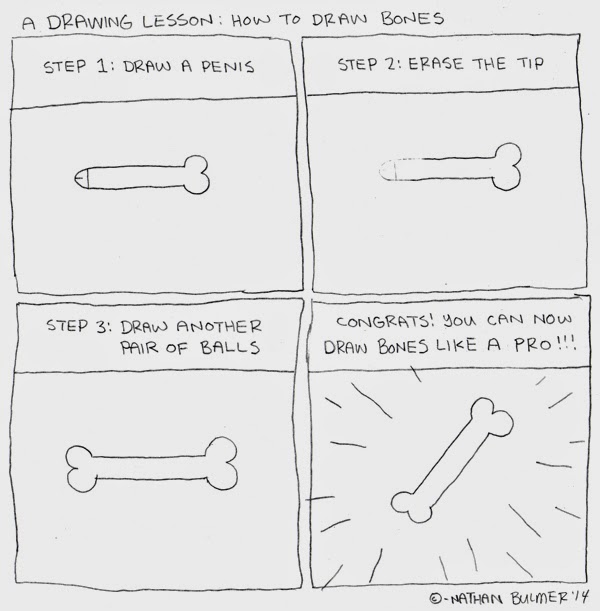 A DRAWING LESSON: HOW TO DRAW BONES
STEP 1: DRAW A PENIS
STEP 2: ERASE THE TIP
STEP 3: DRAW ANOTHER
PAIR OF BALLS
CONGRATS! YOU CAN NOW
DRAW BONES LIKE A PRO!!!
©-NATHAN BULMER '14